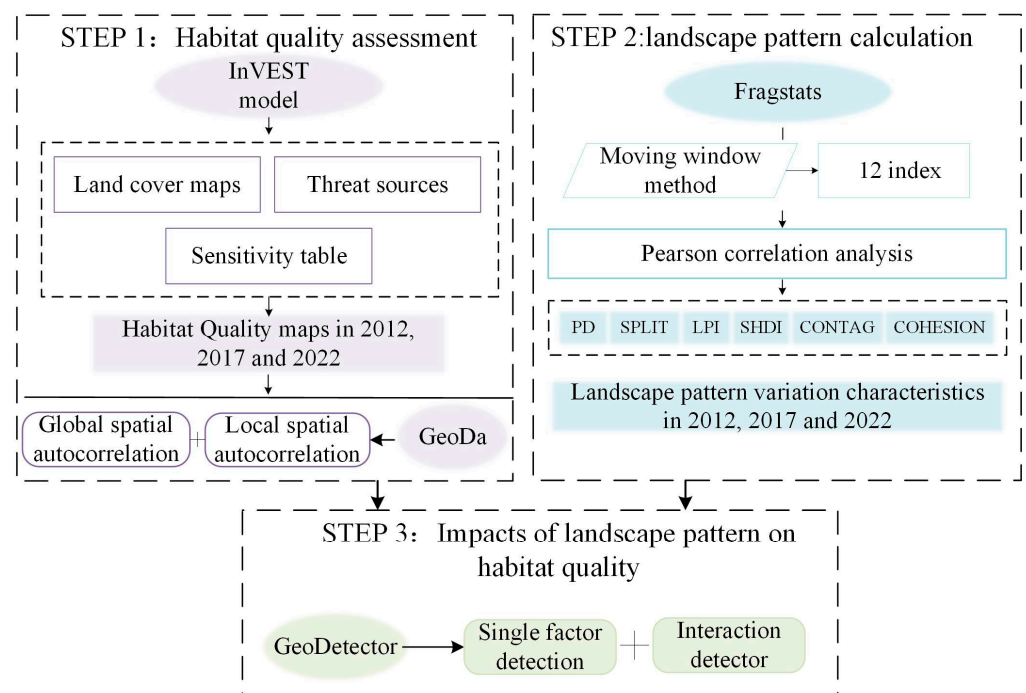 STEP 1：Habitat quality assessment
InVEST
model
Land cover maps
Threat sources
Sensitivity table
Habitat Quality maps in 2012,
2017 and 2022
Global spatial
autocorrelation
Local spatial
autocorrelation
GeoDa
STEP 2:landscape pattern calculation
Fragstats
Moving window
method
12 index
Pearson correlation analysis
PD SPLIT LPI SHDI CONTAG COHESION
Landscape pattern variation characteristics
in 2012, 2017 and 2022
STEP 3：Impacts of landscape pattern on
habitat quality
GeoDetector
Single factor
detection
Interaction
detector